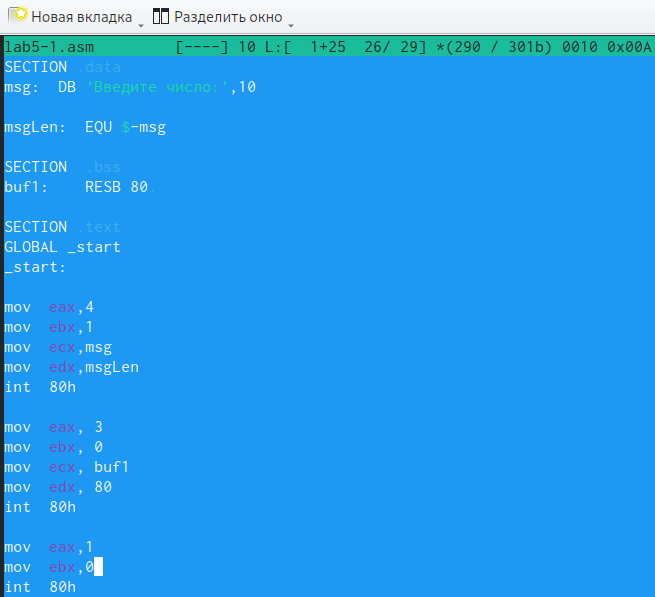 Новая вкладка Разделить окно
lab5-1.asm [----] 10 L:[ 1+25 26/ 29] *(290 / 301b) 0010 0x00A
SECTION .data
msg: DB 'Введите число:',10
msgLen: EQU $-msg
SECTION .bss
buf1: RESB 80
SECTION .text
GLOBAL _start
_start:
mov eax,4
mov ebx,1
mov ecx,msg
mov edx,msgLen
int 80h
mov eax, 3
mov ebx, 0
mov ecx, buf1
mov edx, 80
int 80h
mov eax,1
mov ebx,0
int 80h